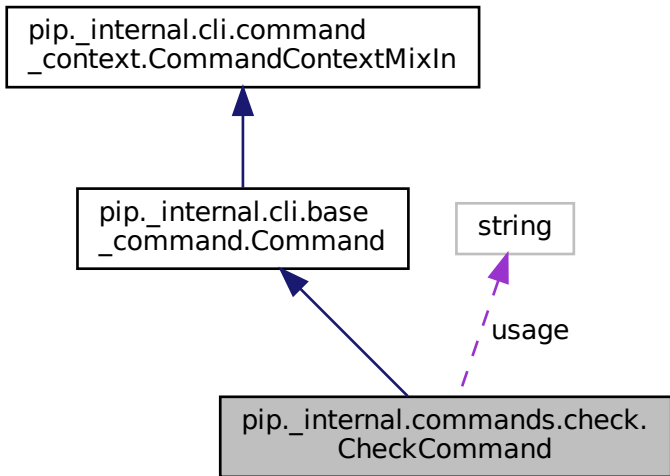 pip._internal.cli.command
_context.CommandContextMixIn
pip._internal.cli.base
_command.Command
string
usage
pip._internal.commands.check.
CheckCommand